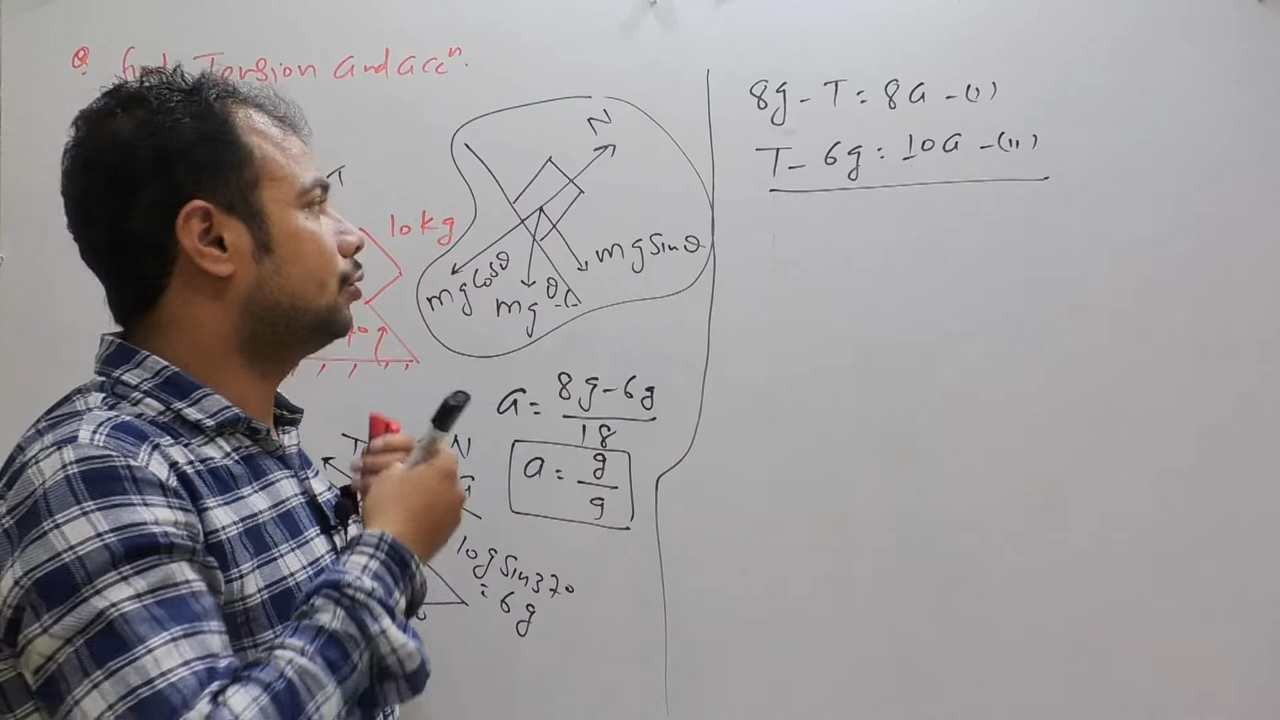 Q. Find Tension and accⁿ.
T
10kg
N
mg cosθ
mg
θ
mg sinθ
a = 8g-6g
18
a = g
9
T
N
10g sin37°
= 6g
8g - T = 8a -(i)
T - 6g = 10a -(ii)